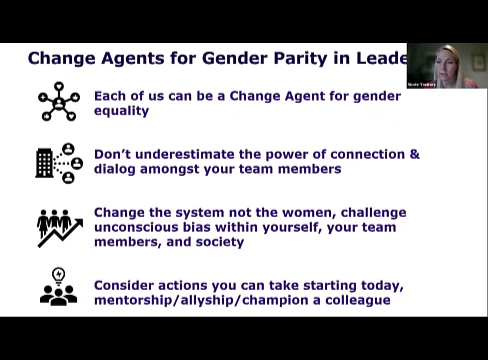 Change Agents for Gender Parity in Leade
Each of us can be a Change Agent for gender
equality
Don't underestimate the power of connection &
dialog amongst your team members
Change the system not the women, challenge
unconscious bias within yourself, your team
members, and society
Consider actions you can take starting today,
mentorship/allyship/champion a colleague